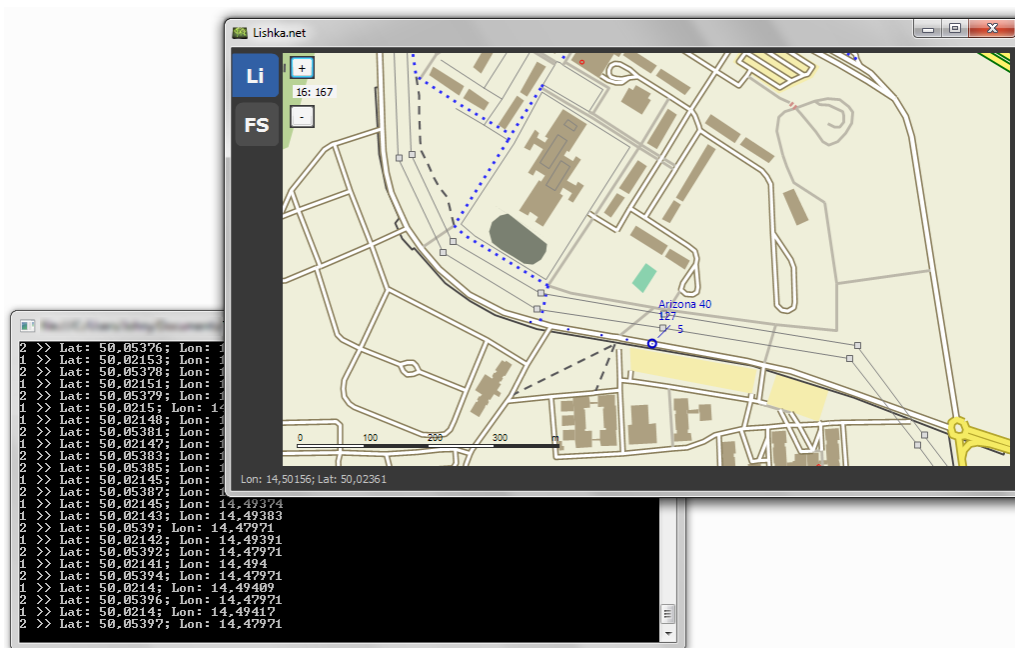 Lishka.net
Li
+
16: 167
FS
-
Arizona 40
127
5
0 100 200 300 m
Lon: 14,50156; Lat: 50,02361
2 >> Lat: 50,05376; Lon: 1
1 >> Lat: 50,02153; Lon: 1
2 >> Lat: 50,05378; Lon: 1
1 >> Lat: 50,02151; Lon: 1
2 >> Lat: 50,05379; Lon: 1
1 >> Lat: 50,0215; Lon: 14
1 >> Lat: 50,02148; Lon: 1
2 >> Lat: 50,05381; Lon: 1
1 >> Lat: 50,02147; Lon: 1
2 >> Lat: 50,05383; Lon: 1
2 >> Lat: 50,05385; Lon: 1
1 >> Lat: 50,02145; Lon: 1
2 >> Lat: 50,05387; Lon: 1
1 >> Lat: 50,02145; Lon: 14,49374
1 >> Lat: 50,02143; Lon: 14,49383
2 >> Lat: 50,0539; Lon: 14,47971
1 >> Lat: 50,02142; Lon: 14,49391
2 >> Lat: 50,05392; Lon: 14,47971
1 >> Lat: 50,02141; Lon: 14,494
2 >> Lat: 50,05394; Lon: 14,47971
1 >> Lat: 50,0214; Lon: 14,49409
2 >> Lat: 50,05396; Lon: 14,47971
1 >> Lat: 50,0214; Lon: 14,49417
2 >> Lat: 50,05397; Lon: 14,47971